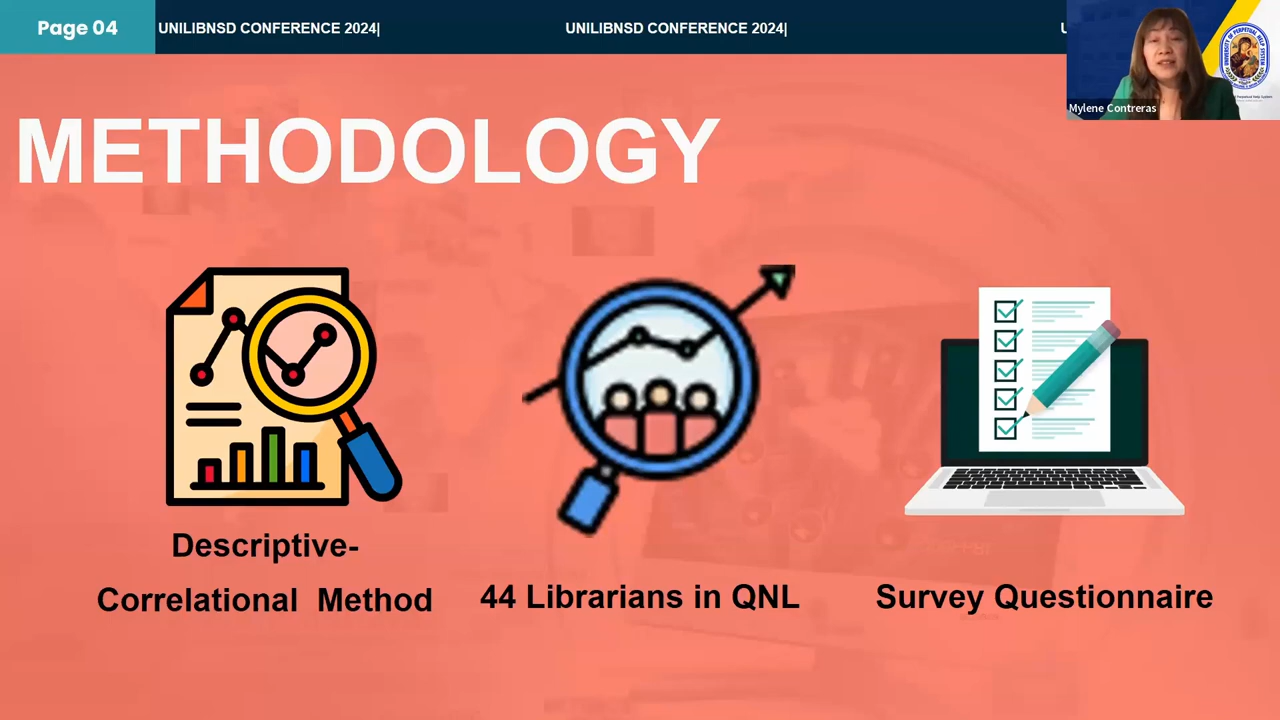 Page 04
UNILIBNSD CONFERENCE 2024|
UNILIBNSD CONFERENCE 2024|
Mylene Contreras
METHODOLOGY
Descriptive-
Correlational Method
44 Librarians in QNL
Survey Questionnaire